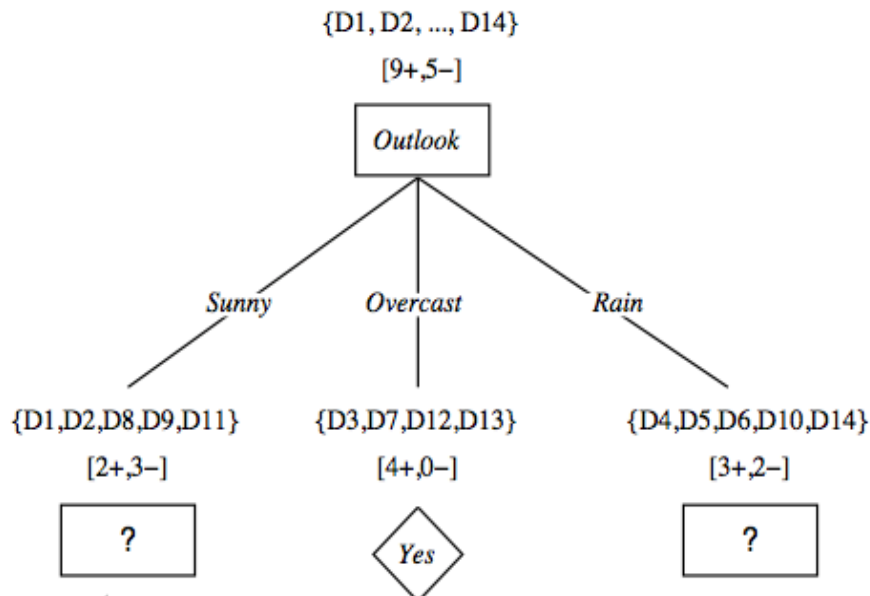 {D1, D2, ..., D14}
[9+,5−]
Outlook
Sunny Overcast Rain
{D1,D2,D8,D9,D11} {D3,D7,D12,D13} {D4,D5,D6,D10,D14}
[2+,3−] [4+,0−] [3+,2−]
? Yes ?